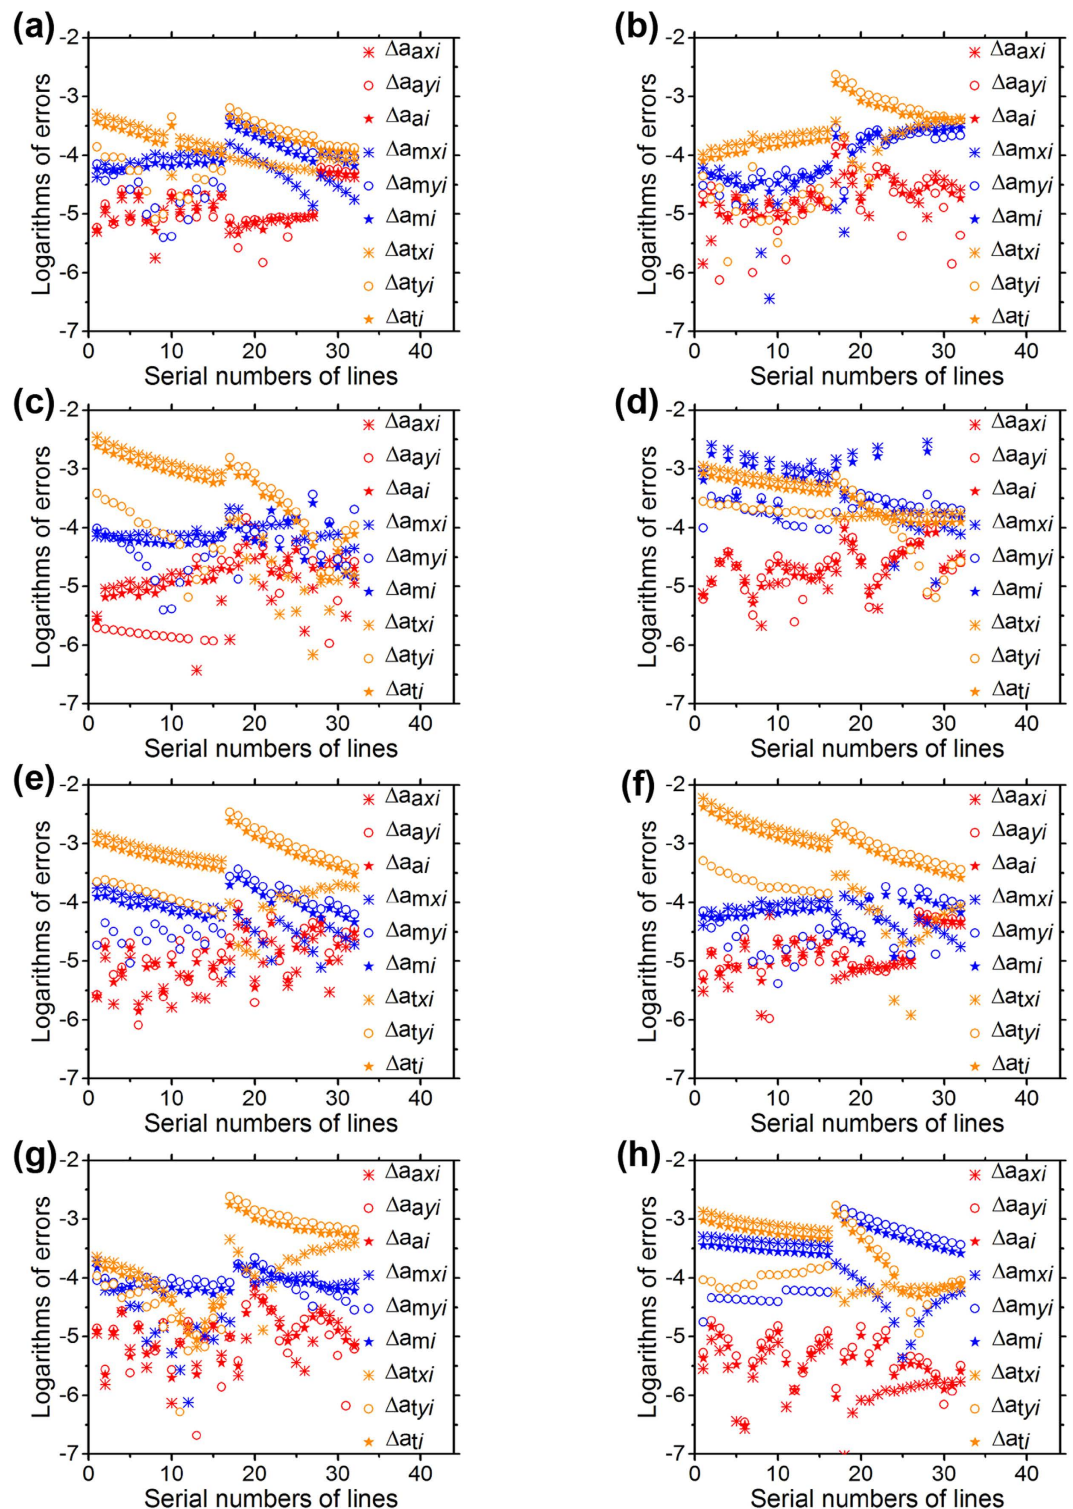 (a)
-2
-3
-4
-5
-6
-7
Logarithms of errors
0 10 20 30 40
Serial numbers of lines
Δaaxi
Δaayi
Δaai
Δamxi
Δamyi
Δami
Δatxi
Δatyi
Δati
(b)
-2
-3
-4
-5
-6
-7
Logarithms of errors
0 10 20 30 40
Serial numbers of lines
Δaaxi
Δaayi
Δaai
Δamxi
Δamyi
Δami
Δatxi
Δatyi
Δati
(c)
-2
-3
-4
-5
-6
-7
Logarithms of errors
0 10 20 30 40
Serial numbers of lines
Δaaxi
Δaayi
Δaai
Δamxi
Δamyi
Δami
Δatxi
Δatyi
Δati
(d)
-2
-3
-4
-5
-6
-7
Logarithms of errors
0 10 20 30 40
Serial numbers of lines
Δaaxi
Δaayi
Δaai
Δamxi
Δamyi
Δami
Δatxi
Δatyi
Δati
(e)
-2
-3
-4
-5
-6
-7
Logarithms of errors
0 10 20 30 40
Serial numbers of lines
Δaaxi
Δaayi
Δaai
Δamxi
Δamyi
Δami
Δatxi
Δatyi
Δati
(f)
-2
-3
-4
-5
-6
-7
Logarithms of errors
0 10 20 30 40
Serial numbers of lines
Δaaxi
Δaayi
Δaai
Δamxi
Δamyi
Δami
Δatxi
Δatyi
Δati
(g)
-2
-3
-4
-5
-6
-7
Logarithms of errors
0 10 20 30 40
Serial numbers of lines
Δaaxi
Δaayi
Δaai
Δamxi
Δamyi
Δami
Δatxi
Δatyi
Δati
(h)
-2
-3
-4
-5
-6
-7
Logarithms of errors
0 10 20 30 40
Serial numbers of lines
Δaaxi
Δaayi
Δaai
Δamxi
Δamyi
Δami
Δatxi
Δatyi
Δati